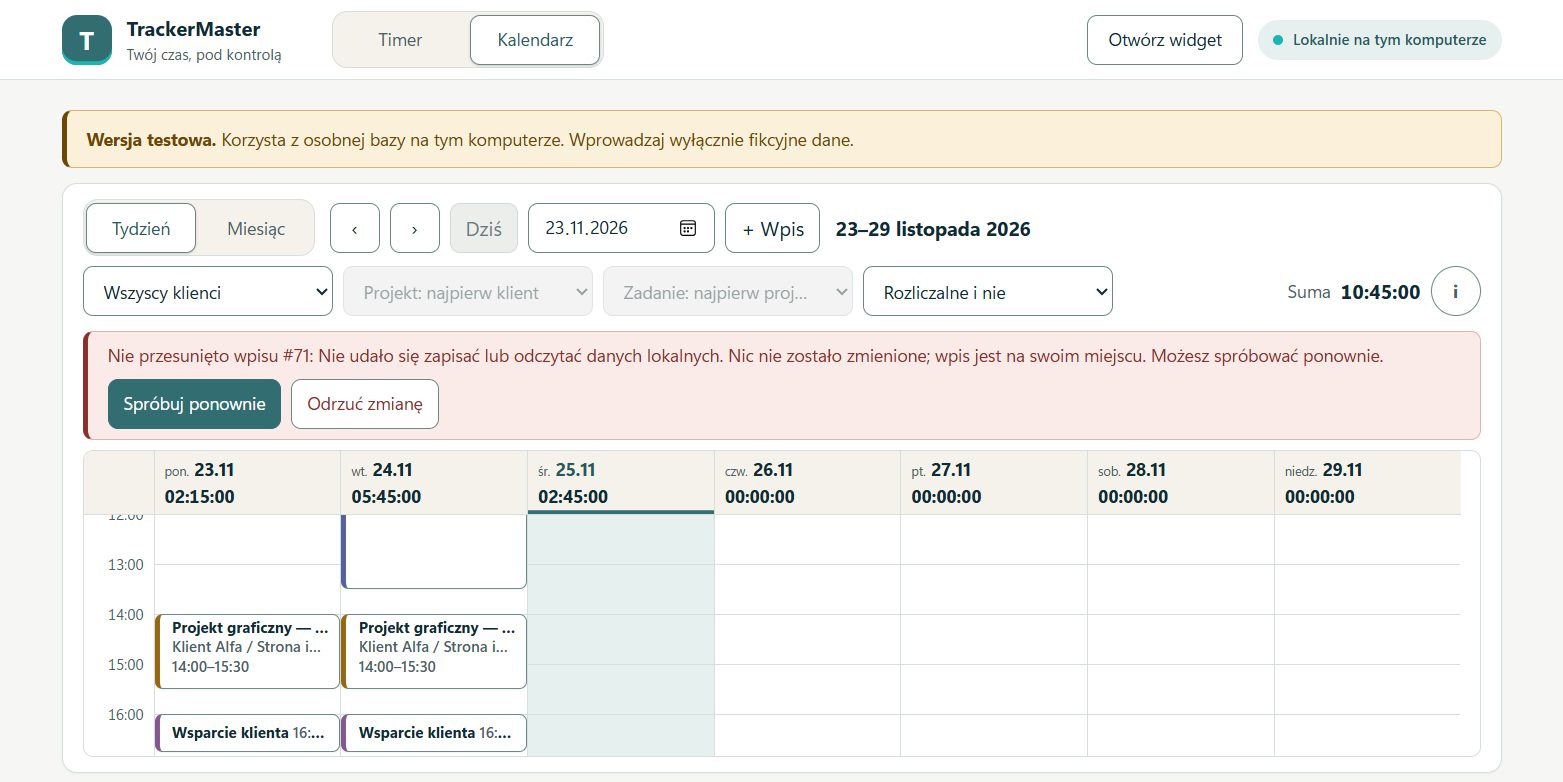 T
TrackerMaster
Twój czas, pod kontrolą
Timer
Kalendarz
Otwórz widget
Lokalnie na tym komputerze
Wersja testowa. Korzysta z osobnej bazy na tym komputerze. Wprowadzaj wyłącznie fikcyjne dane.
Tydzień
Miesiąc
‹
›
Dziś
23.11.2026
+ Wpis
23–29 listopada 2026
Wszyscy klienci
Projekt: najpierw klient
Zadanie: najpierw proj...
Rozliczalne i nie
Suma 10:45:00
i
Nie przesunięto wpisu #71: Nie udało się zapisać lub odczytać danych lokalnych. Nic nie zostało zmienione; wpis jest na swoim miejscu. Możesz spróbować ponownie.
Spróbuj ponownie
Odrzuć zmianę
pon. 23.11
02:15:00
wt. 24.11
05:45:00
śr. 25.11
02:45:00
czw. 26.11
00:00:00
pt. 27.11
00:00:00
sob. 28.11
00:00:00
niedz. 29.11
00:00:00
12:00
13:00
14:00
15:00
16:00
Projekt graficzny — ...
Klient Alfa / Strona i...
14:00–15:30
Projekt graficzny — ...
Klient Alfa / Strona i...
14:00–15:30
Wsparcie klienta 16:...
Wsparcie klienta 16:...